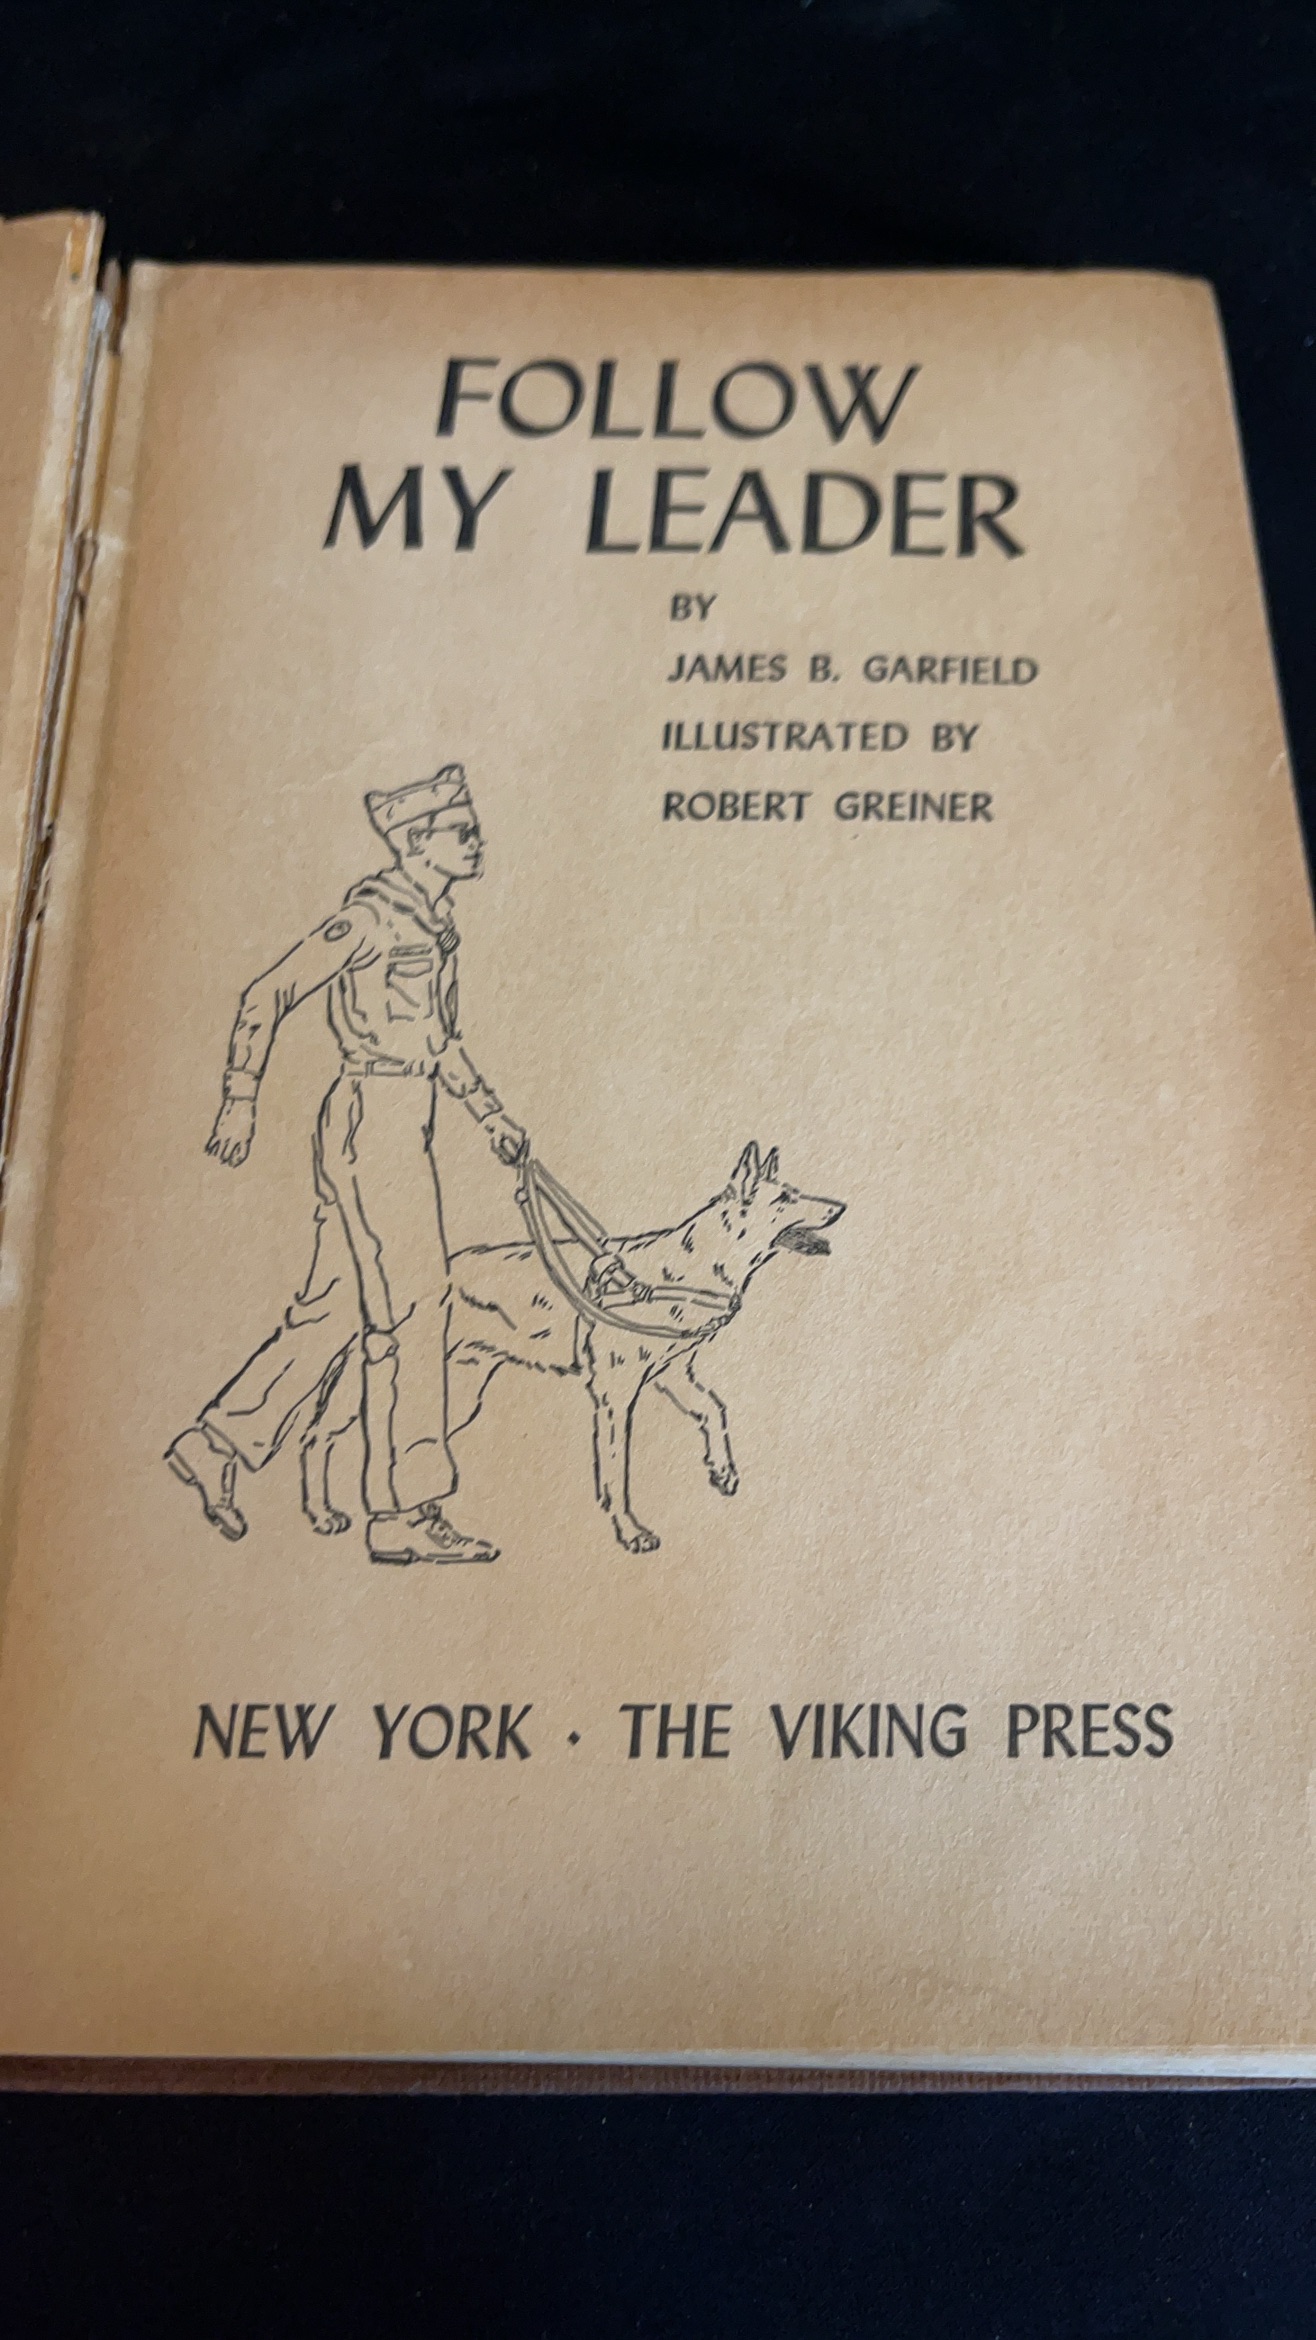 FOLLOW
MY LEADER
BY
JAMES B. GARFIELD
ILLUSTRATED BY
ROBERT GREINER
NEW YORK · THE VIKING PRESS